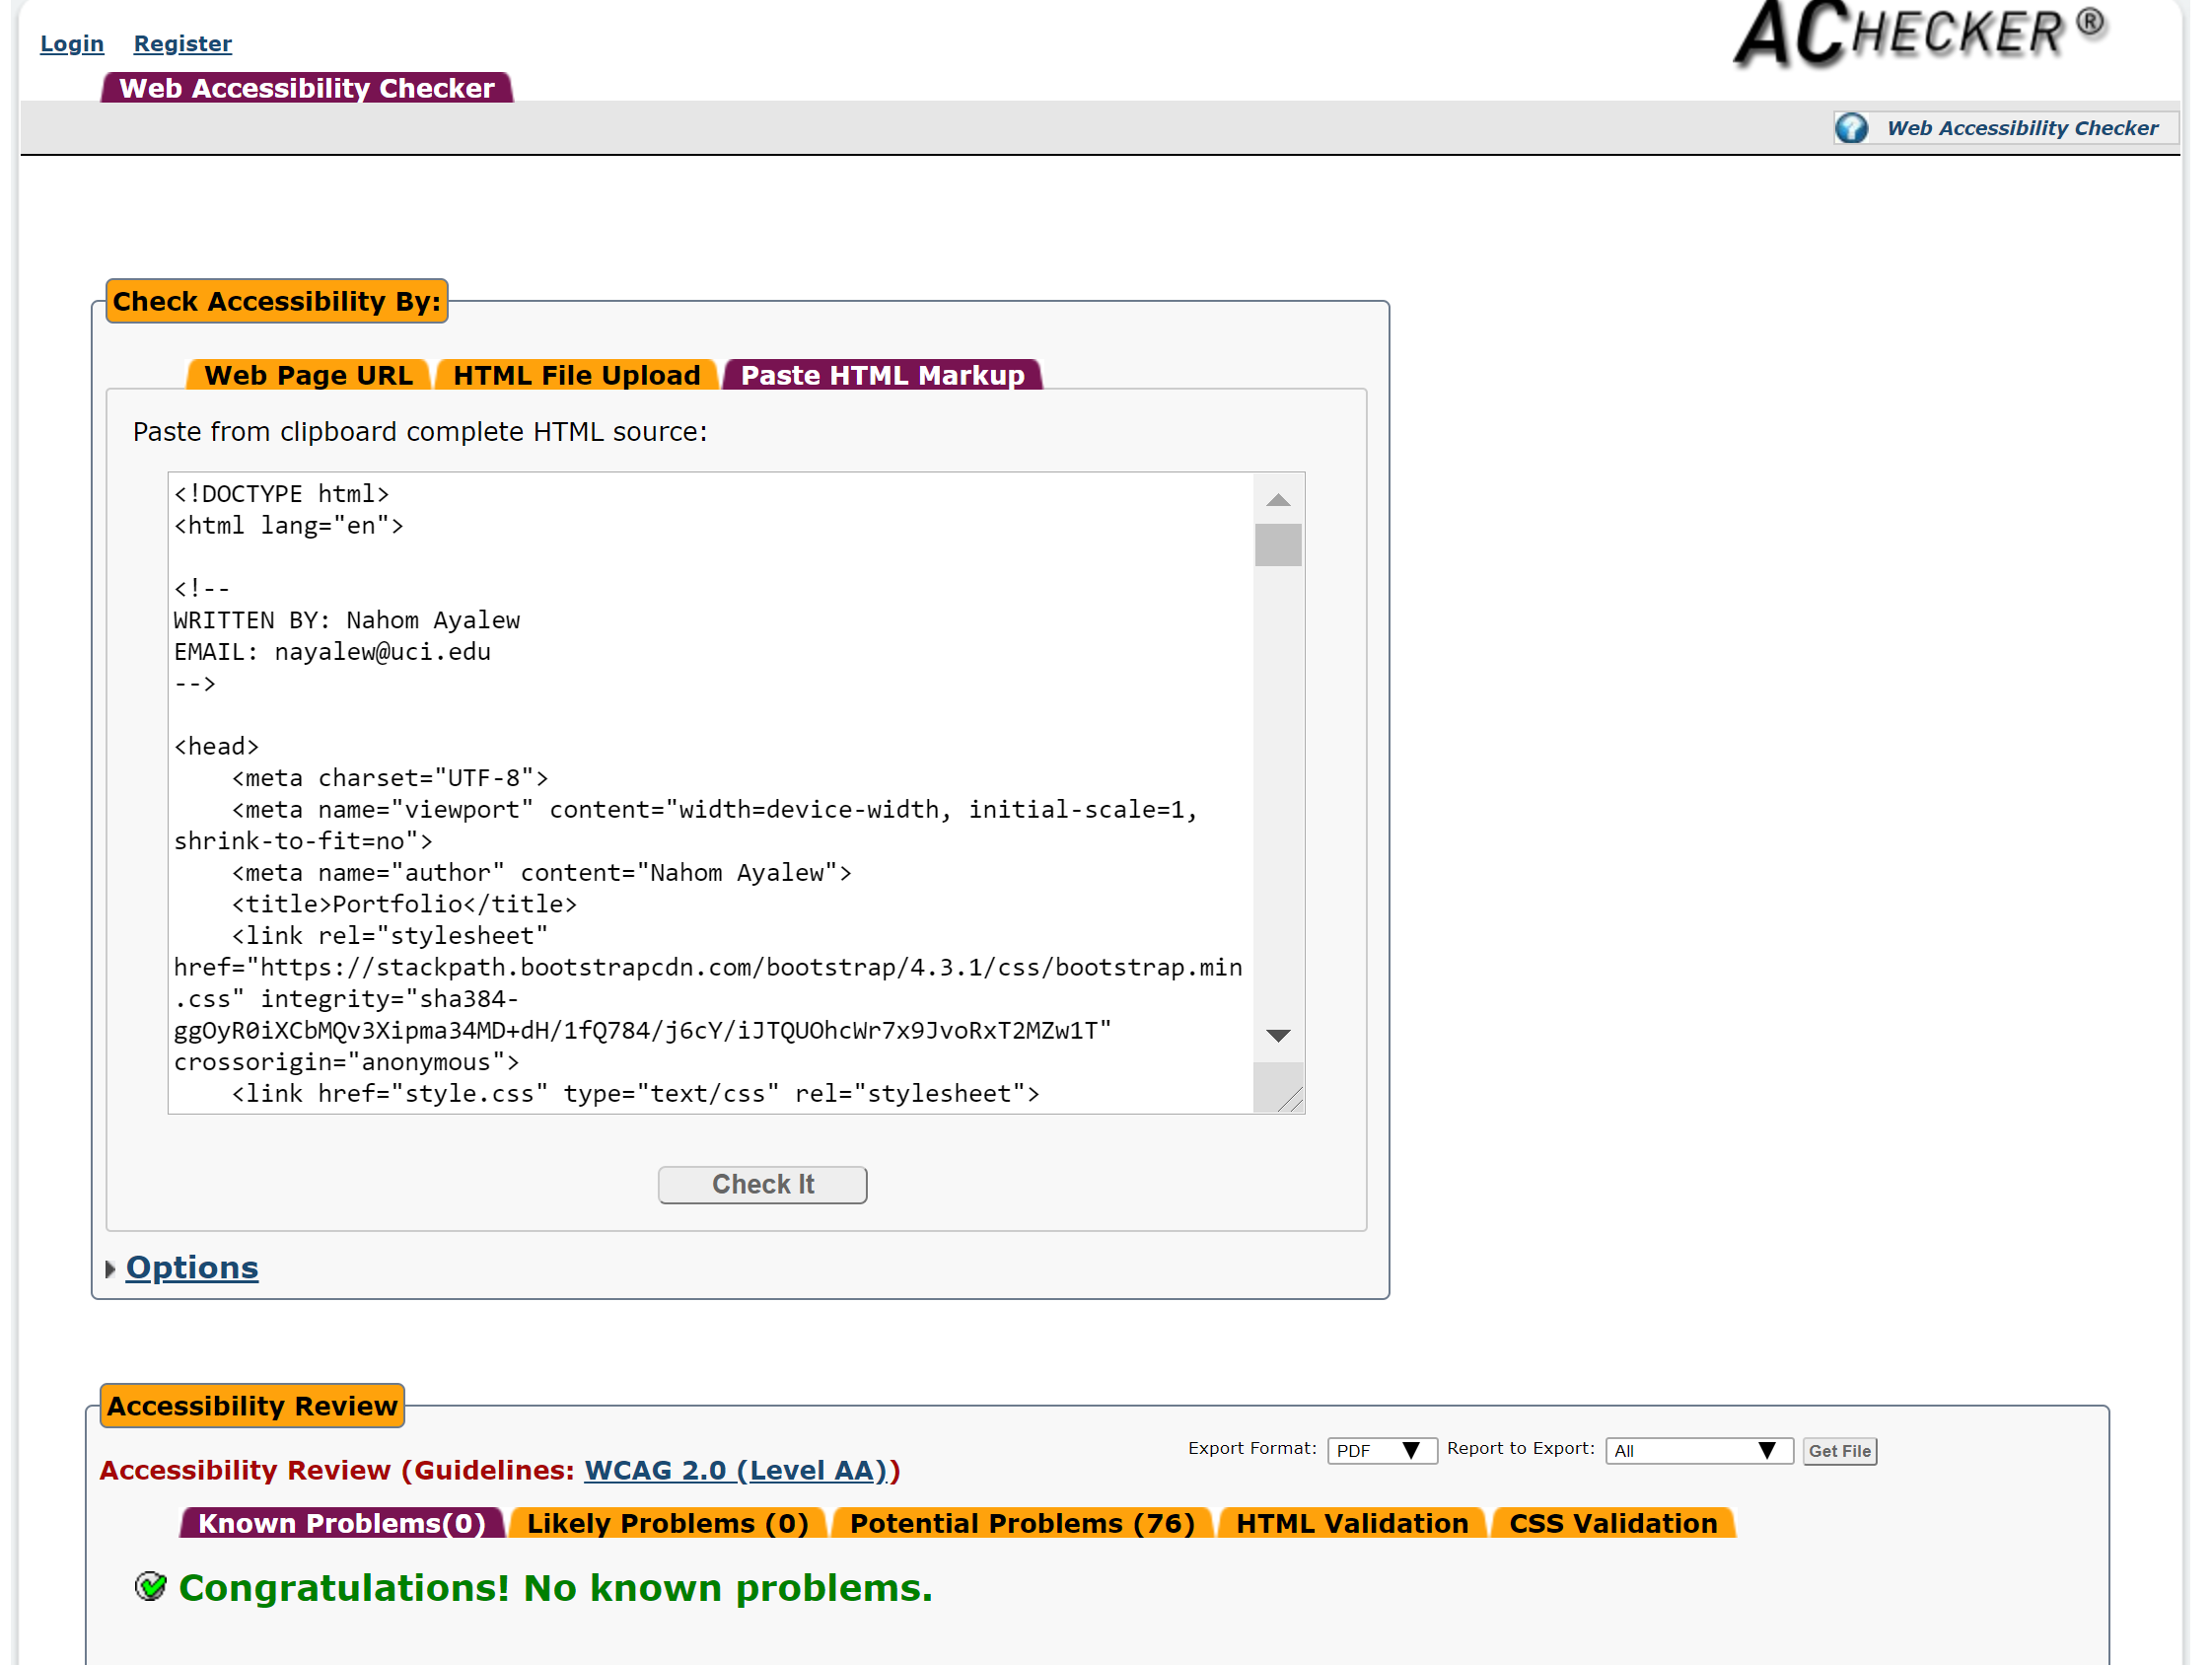 Login Register
ACHECKER ®
Web Accessibility Checker
Web Accessibility Checker
Check Accessibility By:
Web Page URL HTML File Upload Paste HTML Markup
Paste from clipboard complete HTML source:
<!DOCTYPE html>
<html lang="en">
<!--
WRITTEN BY: Nahom Ayalew
EMAIL: nayalew@uci.edu
-->
<head>
<meta charset="UTF-8">
<meta name="viewport" content="width=device-width, initial-scale=1,
shrink-to-fit=no">
<meta name="author" content="Nahom Ayalew">
<title>Portfolio</title>
<link rel="stylesheet"
href="https://stackpath.bootstrapcdn.com/bootstrap/4.3.1/css/bootstrap.min
.css" integrity="sha384-
ggOyR0iXCbMQv3Xipma34MD+dH/1fQ784/j6cY/iJTQUOhcWr7x9JvoRxT2MZw1T"
crossorigin="anonymous">
<link href="style.css" type="text/css" rel="stylesheet">
Check It
Options
Accessibility Review
Export Format: PDF Report to Export: All Get File
Accessibility Review (Guidelines: WCAG 2.0 (Level AA))
Known Problems(0) Likely Problems (0) Potential Problems (76) HTML Validation CSS Validation
Congratulations! No known problems.